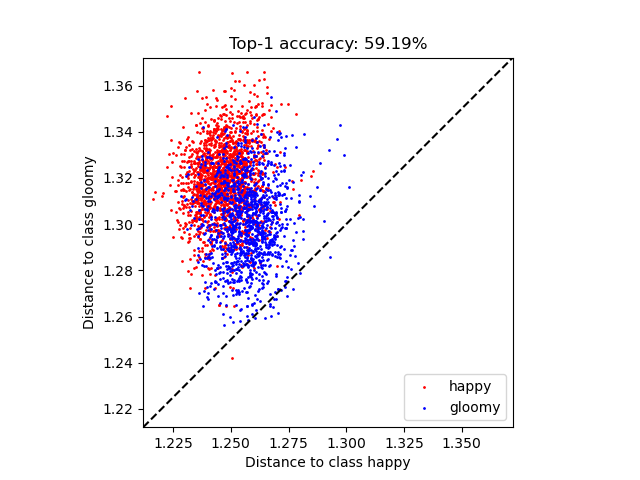 Top-1 accuracy: 59.19%
Distance to class gloomy
1.36
1.34
1.32
1.30
1.28
1.26
1.24
1.22
happy
gloomy
1.225 1.250 1.275 1.300 1.325 1.350
Distance to class happy